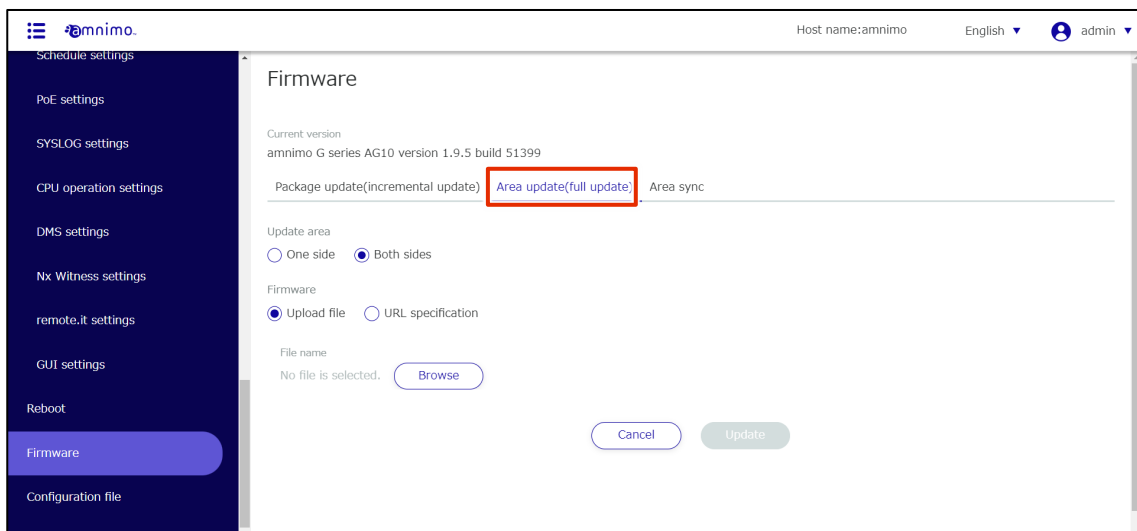 amnimo
Host name:amnimo
English
admin
Schedule settings
PoE settings
SYSLOG settings
CPU operation settings
DMS settings
Nx Witness settings
remote.it settings
GUI settings
Reboot
Firmware
Configuration file
Firmware
Current version
amnimo G series AG10 version 1.9.5 build 51399
Package update(incremental update) Area update(full update) Area sync
Update area
One side Both sides
Firmware
Upload file URL specification
File name
No file is selected. Browse
Cancel Update